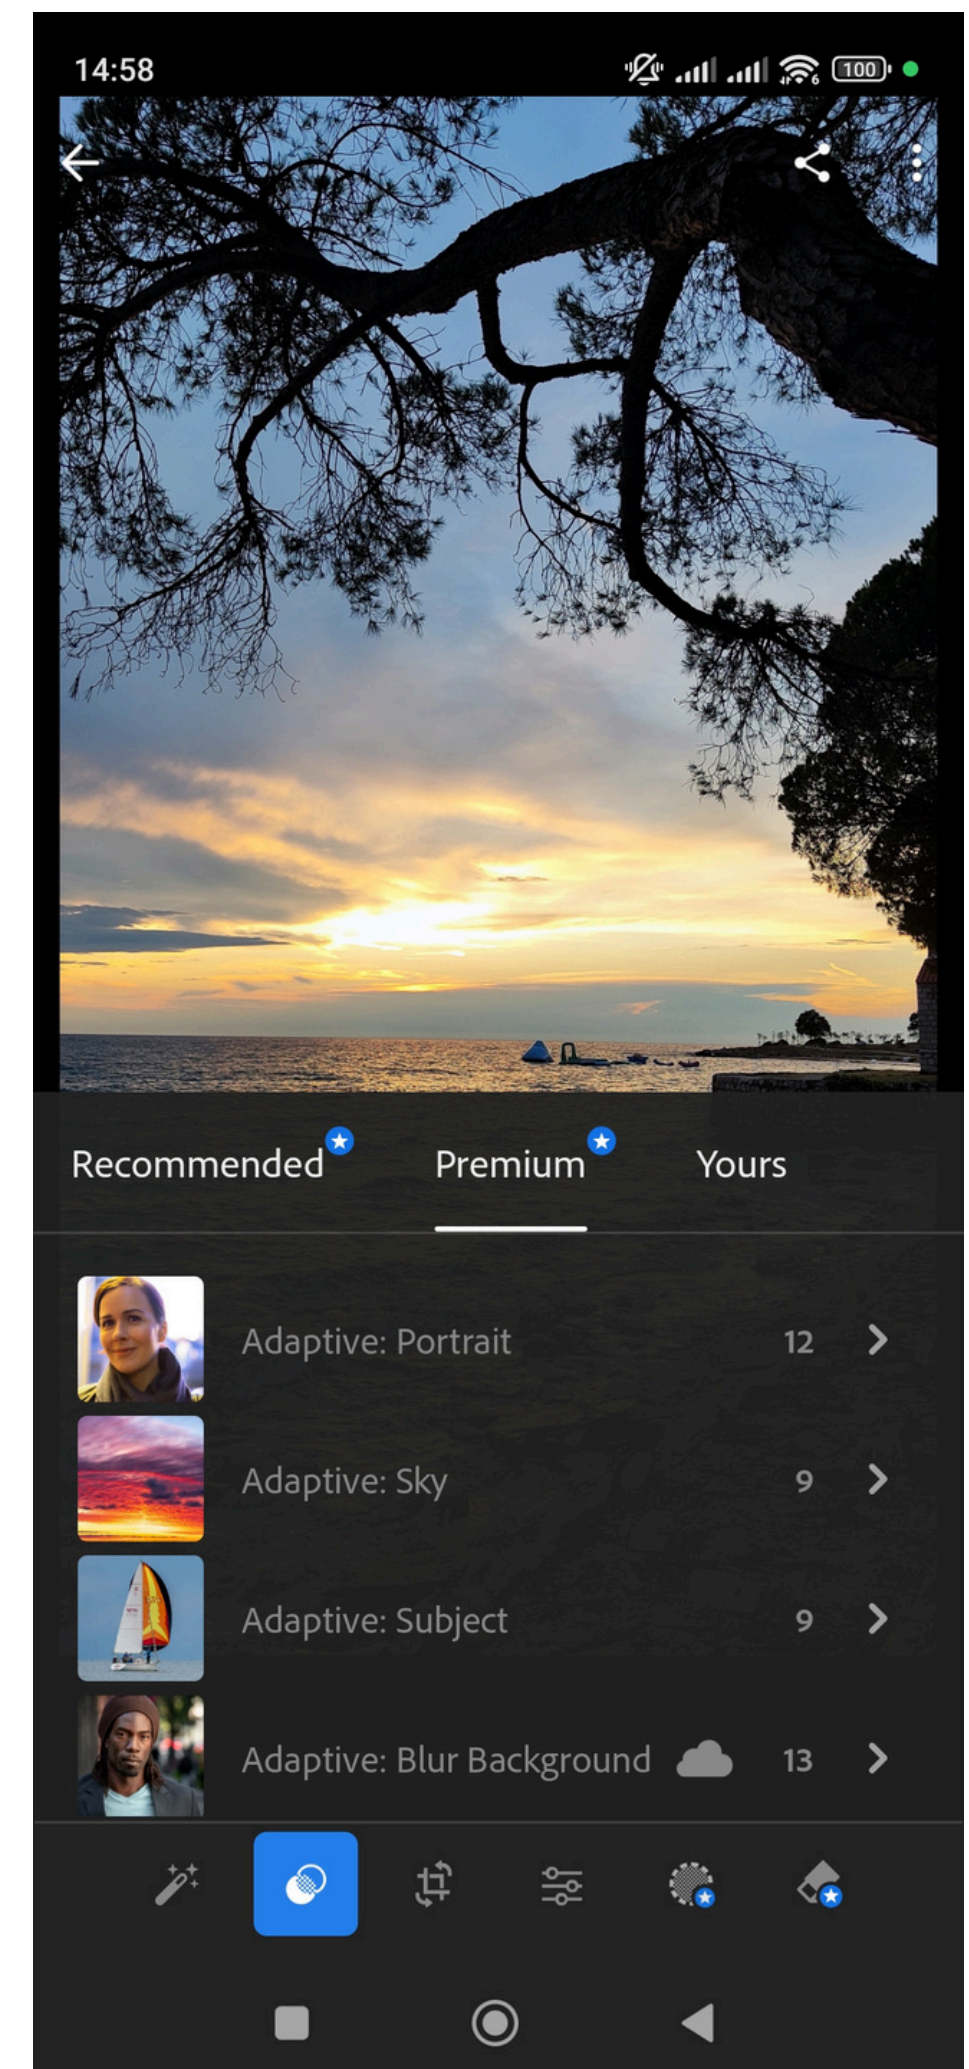 14:58
6
100
Recommended Premium Yours
Adaptive: Portrait 12
Adaptive: Sky 9
Adaptive: Subject 9
Adaptive: Blur Background 13